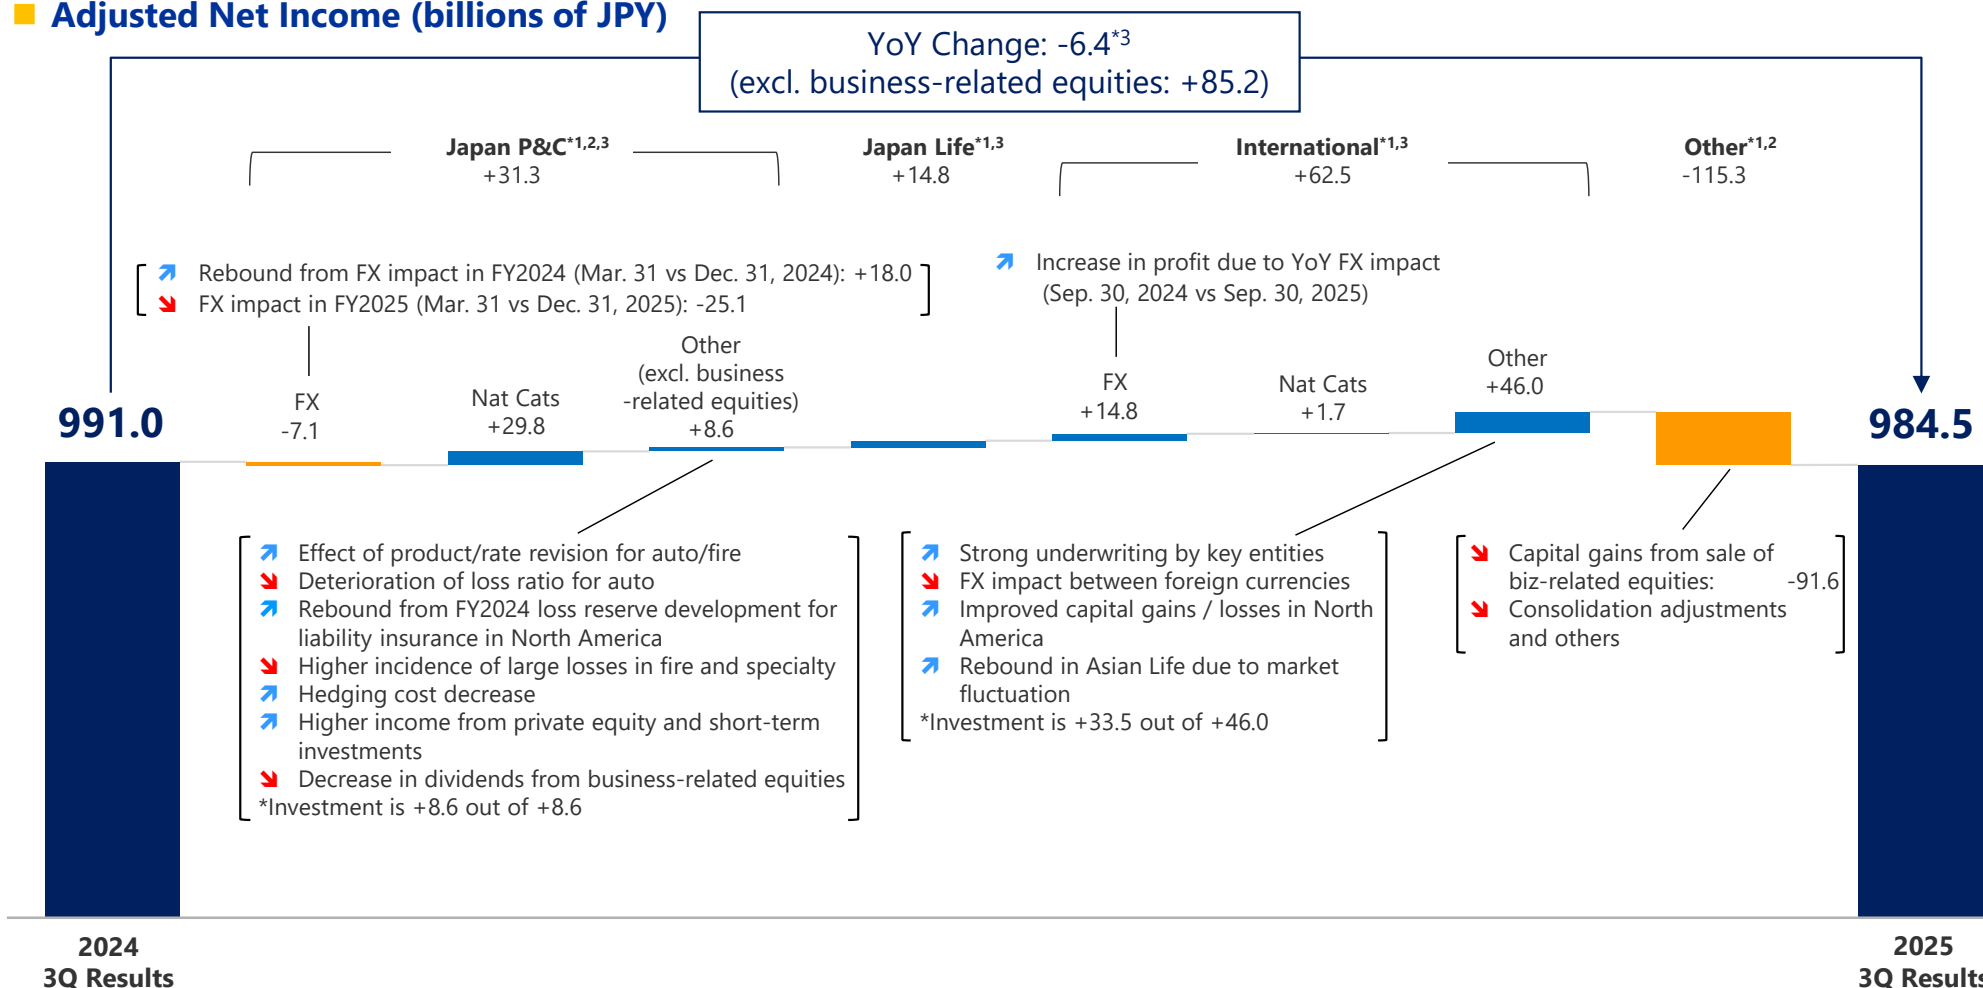 Adjusted Net Income (billions of JPY)
YoY Change: -6.4*3
(excl. business-related equities: +85.2)
Japan P&C*1,2,3
+31.3
Japan Life*1,3
+14.8
International*1,3
+62.5
Other*1,2
-115.3
Rebound from FX impact in FY2024 (Mar. 31 vs Dec. 31, 2024): +18.0
FX impact in FY2025 (Mar. 31 vs Dec. 31, 2025): -25.1
Increase in profit due to YoY FX impact
(Sep. 30, 2024 vs Sep. 30, 2025)
991.0
FX
-7.1
Nat Cats
+29.8
Other
(excl. business
-related equities)
+8.6
FX
+14.8
Nat Cats
+1.7
Other
+46.0
984.5
Effect of product/rate revision for auto/fire
Deterioration of loss ratio for auto
Rebound from FY2024 loss reserve development for
liability insurance in North America
Higher incidence of large losses in fire and specialty
Hedging cost decrease
Higher income from private equity and short-term
investments
Decrease in dividends from business-related equities
*Investment is +8.6 out of +8.6
Strong underwriting by key entities
FX impact between foreign currencies
Improved capital gains / losses in North
America
Rebound in Asian Life due to market
fluctuation
*Investment is +33.5 out of +46.0
Capital gains from sale of
biz-related equities: -91.6
Consolidation adjustments
and others
2024
3Q Results
2025
3Q Results